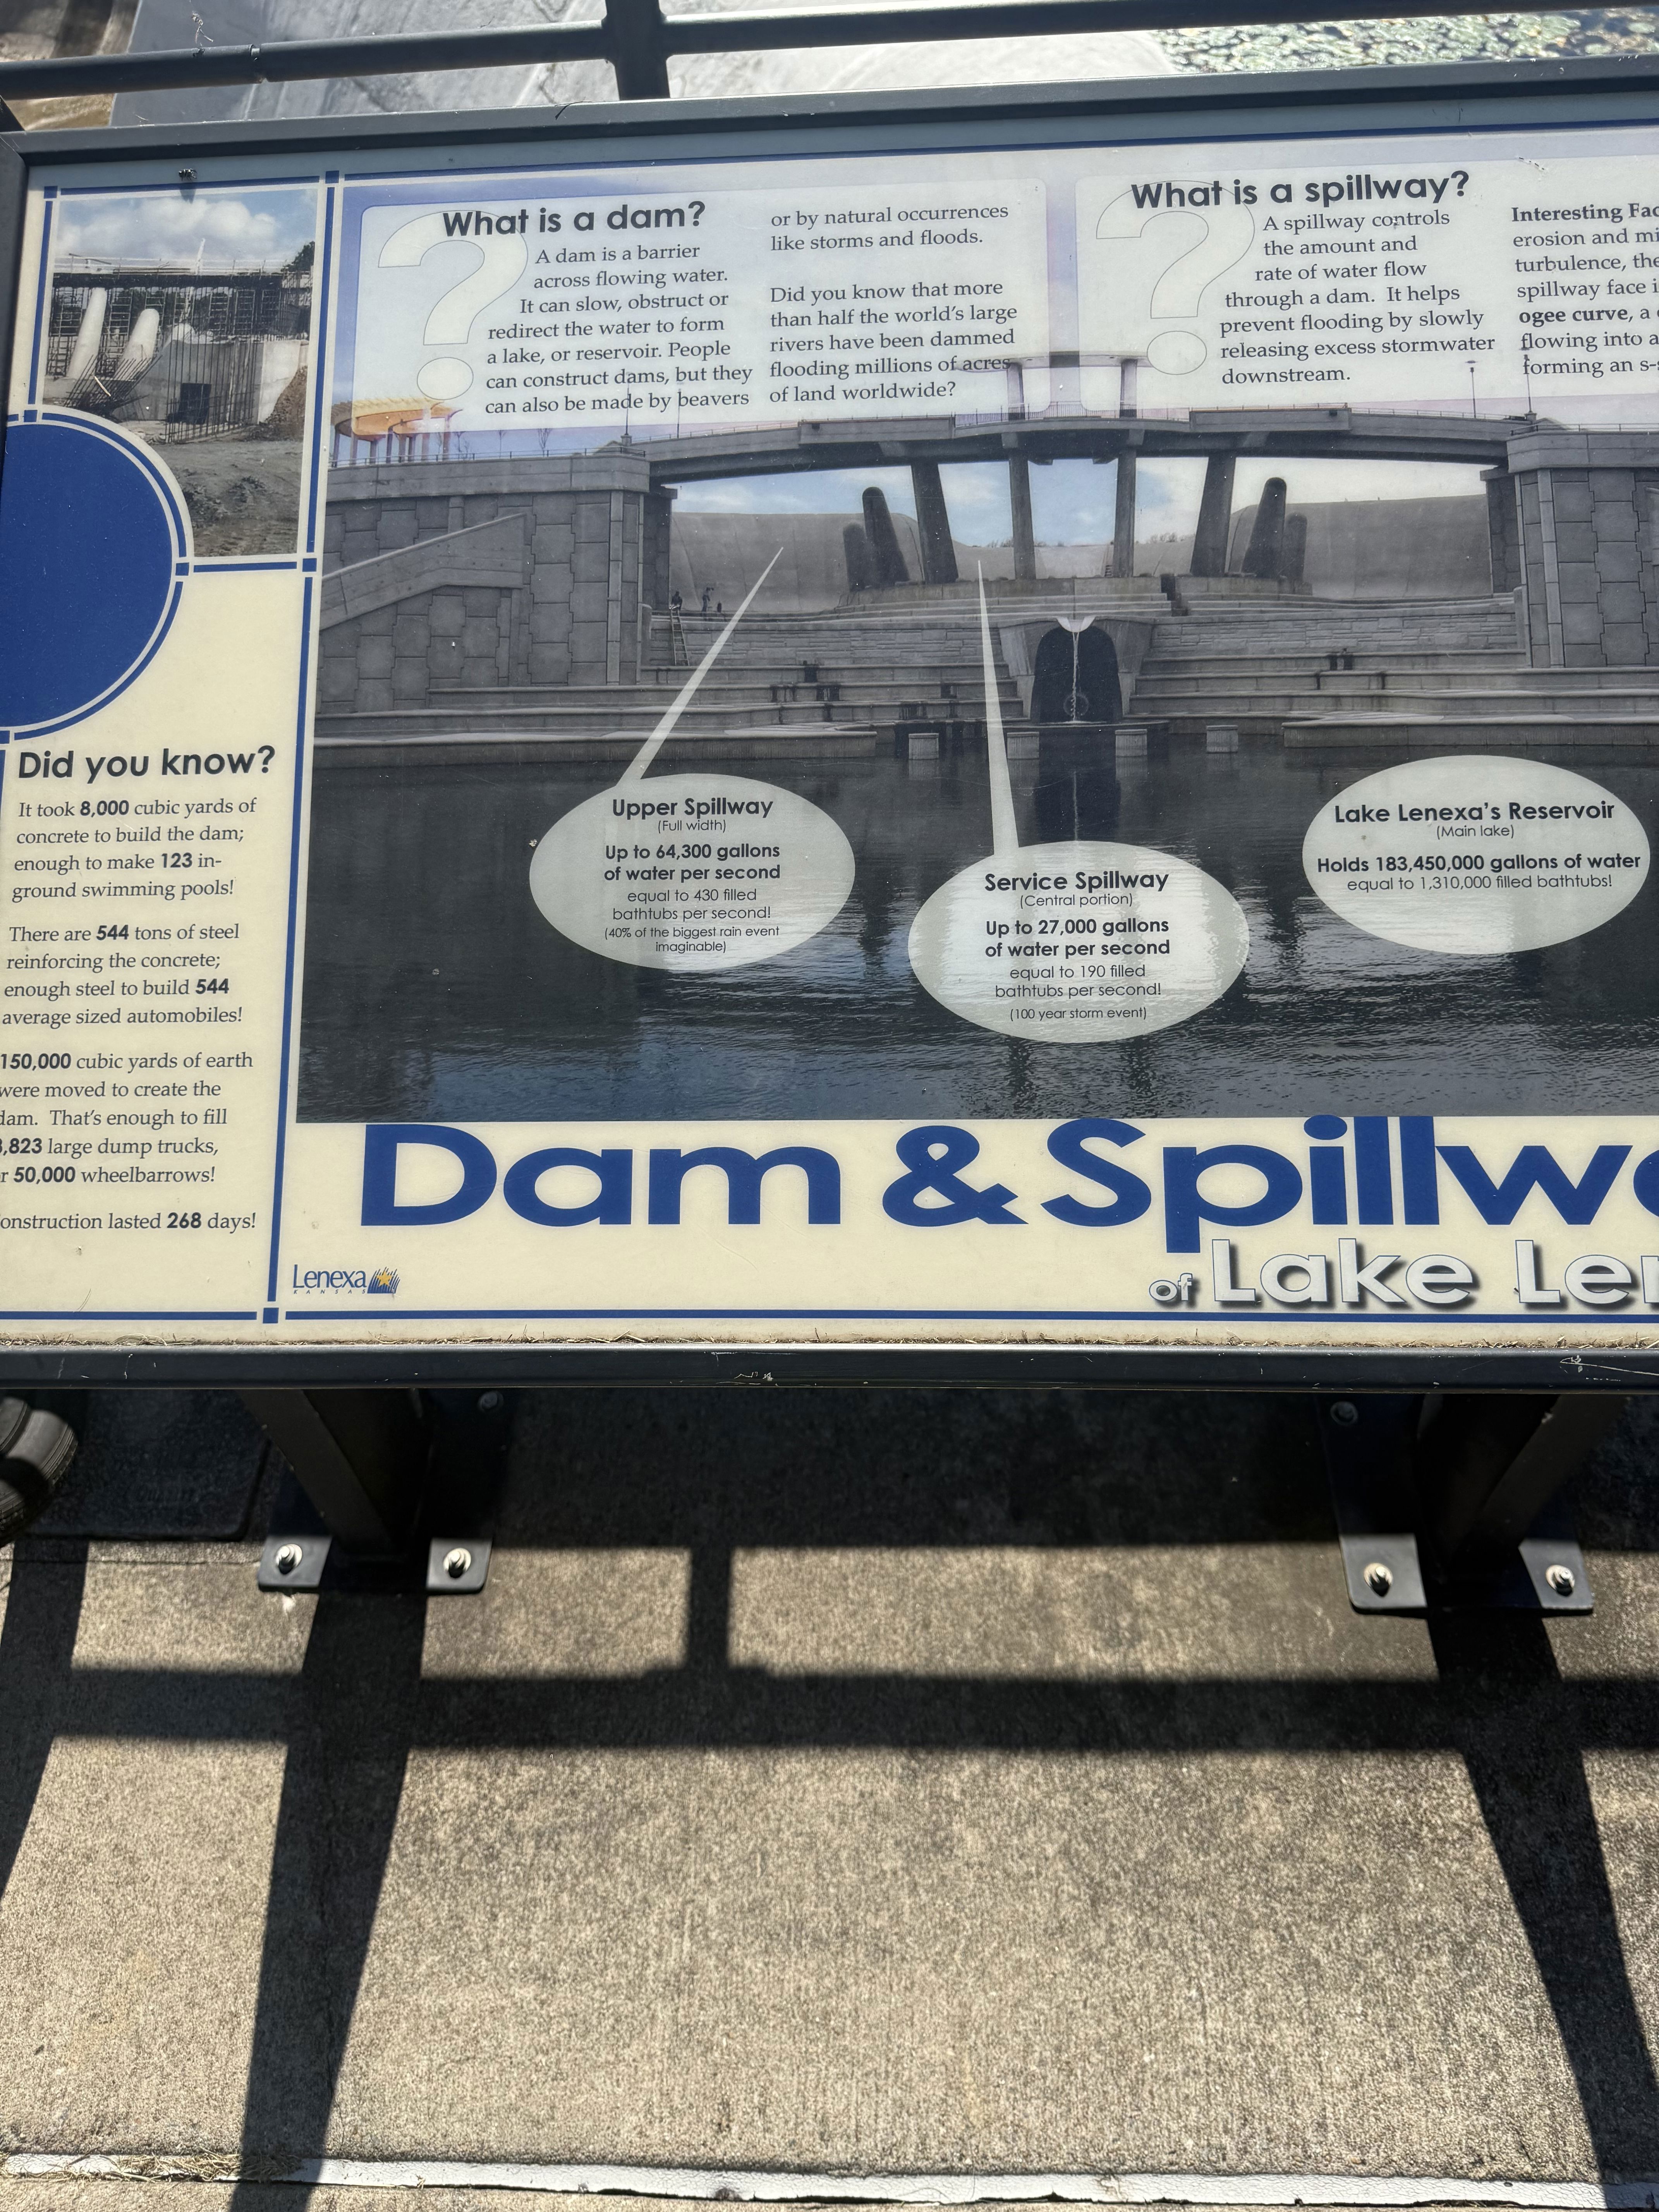 What is a dam?
A dam is a barrier
across flowing water.
It can slow, obstruct or
redirect the water to form
a lake, or reservoir. People
can construct dams, but they
can also be made by beavers
or by natural occurrences
like storms and floods.
Did you know that more
than half the world's large
rivers have been dammed
flooding millions of acres
of land worldwide?
What is a spillway?
A spillway controls
the amount and
rate of water flow
through a dam. It helps
prevent flooding by slowly
releasing excess stormwater
downstream.
Interesting
erosion and
turbulence, the
spillway face
ogee curve, a
flowing into a
forming an
Did you know?
It took 8,000 cubic yards of
concrete to build the dam;
enough to make 123 in-
ground swimming pools!
There are 544 tons of steel
reinforcing the concrete;
enough steel to build 544
average sized automobiles!
150,000 cubic yards of earth
were moved to create the
dam. That's enough to fill
,823 large dump trucks,
r 50,000 wheelbarrows!
onstruction lasted 268 days!
Upper Spillway
(Full width)
Up to 64,300 gallons
of water per second
equal to 430 filled
bathtubs per second!
(40% of the biggest rain event
imaginable)
Service Spillway
(Central portion)
Up to 27,000 gallons
of water per second
equal to 190 filled
bathtubs per second!
(100 year storm event)
Lake Lenexa's Reservoir
(Main lake)
Holds 183,450,000 gallons of water
equal to 1,310,000 filled bathtubs!
Dam & Spillw
of Lake Le
Lenexa
KANSAS